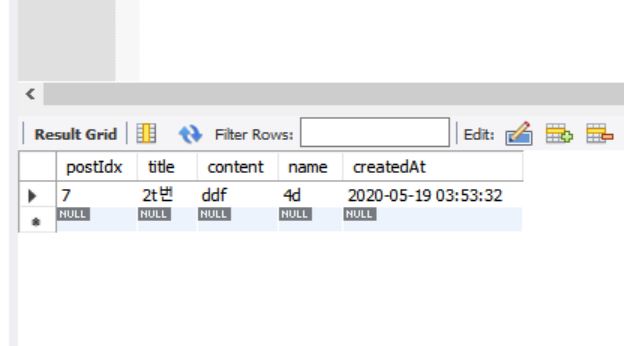 Result Grid Filter Rows: Edit:
postIdx title content name createdAt
7 2t번 ddf 4d 2020-05-19 03:53:32
NULL NULL NULL NULL NULL